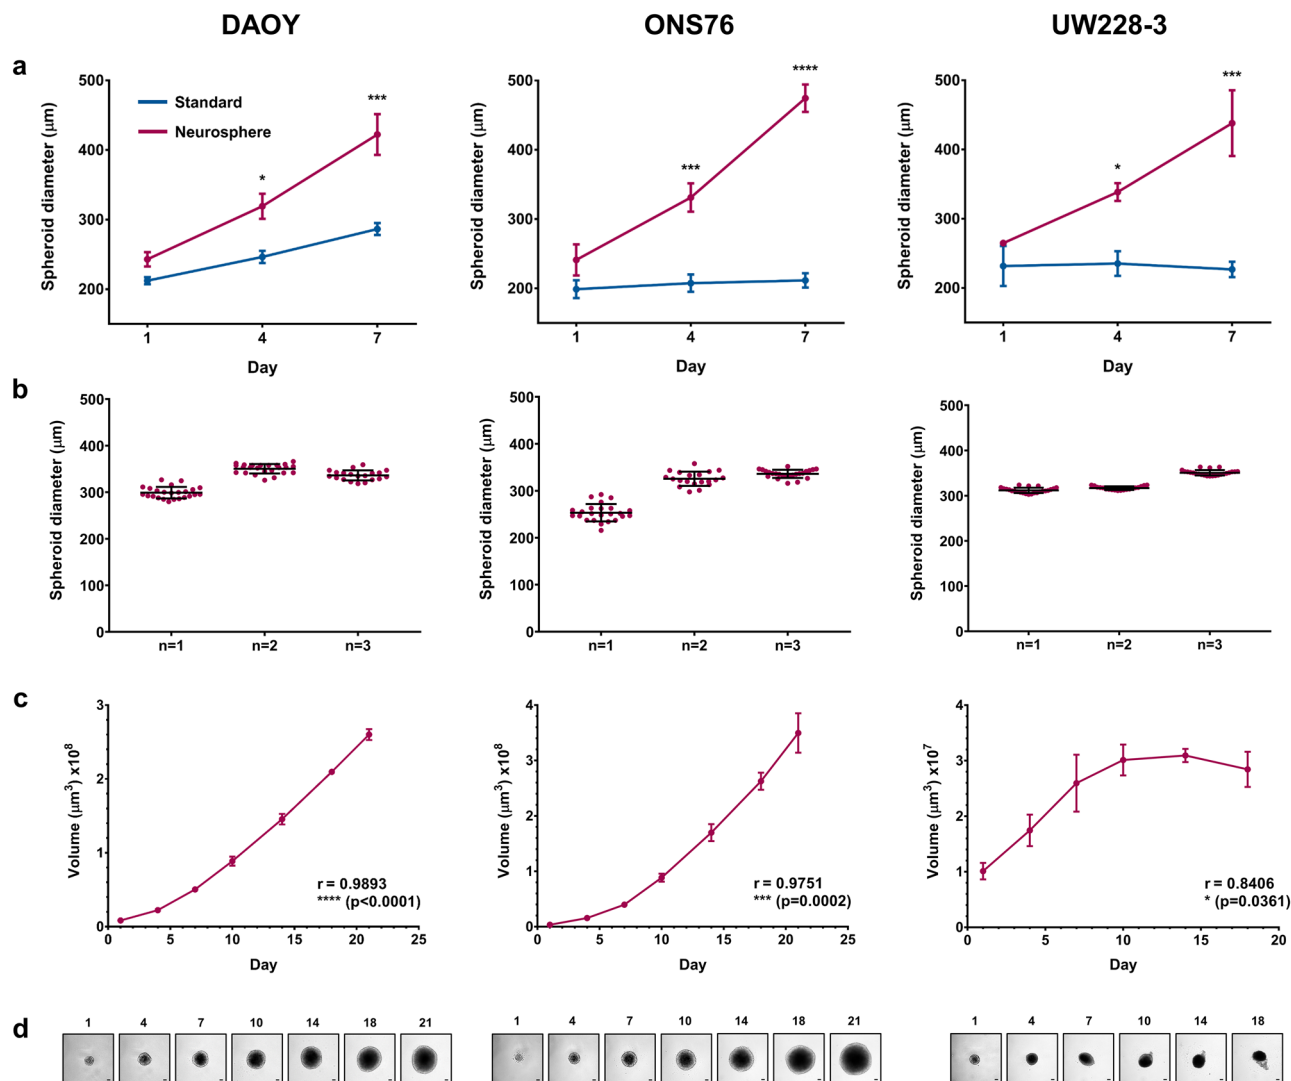 DAOY ONS76 UW228-3
a
Spheroid diameter (μm)
500
400
300
200
Standard
Neurosphere
*
***
1 4 7
Day
Spheroid diameter (μm)
500
400
300
200
***
****
1 4 7
Day
Spheroid diameter (μm)
500
400
300
200
*
***
1 4 7
Day
b
Spheroid diameter (μm)
500
400
300
200
100
0
n=1 n=2 n=3
Spheroid diameter (μm)
500
400
300
200
100
0
n=1 n=2 n=3
Spheroid diameter (μm)
500
400
300
200
100
0
n=1 n=2 n=3
c
Volume (μm³) x10⁸
3
2
1
0
r = 0.9893
**** (p<0.0001)
0 5 10 15 20 25
Day
Volume (μm³) x10⁸
4
3
2
1
0
r = 0.9751
*** (p=0.0002)
0 5 10 15 20 25
Day
Volume (μm³) x10⁷
4
3
2
1
0
r = 0.8406
* (p=0.0361)
0 5 10 15 20
Day
d
1 4 7 10 14 18 21
1 4 7 10 14 18 21
1 4 7 10 14 18